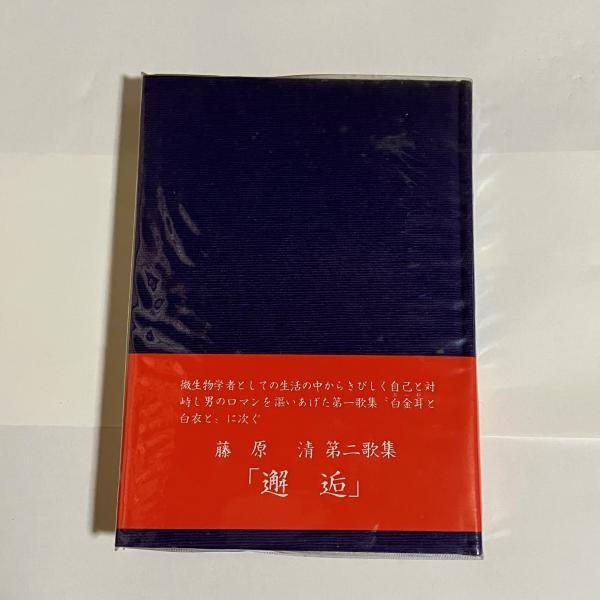 微生物学者としての生活の中からきびしく自己と対
峙し男のロマンを謳いあげた第一歌集〝白金耳と
白衣と〟に次ぐ
藤原 清 第二歌集
「邂逅」